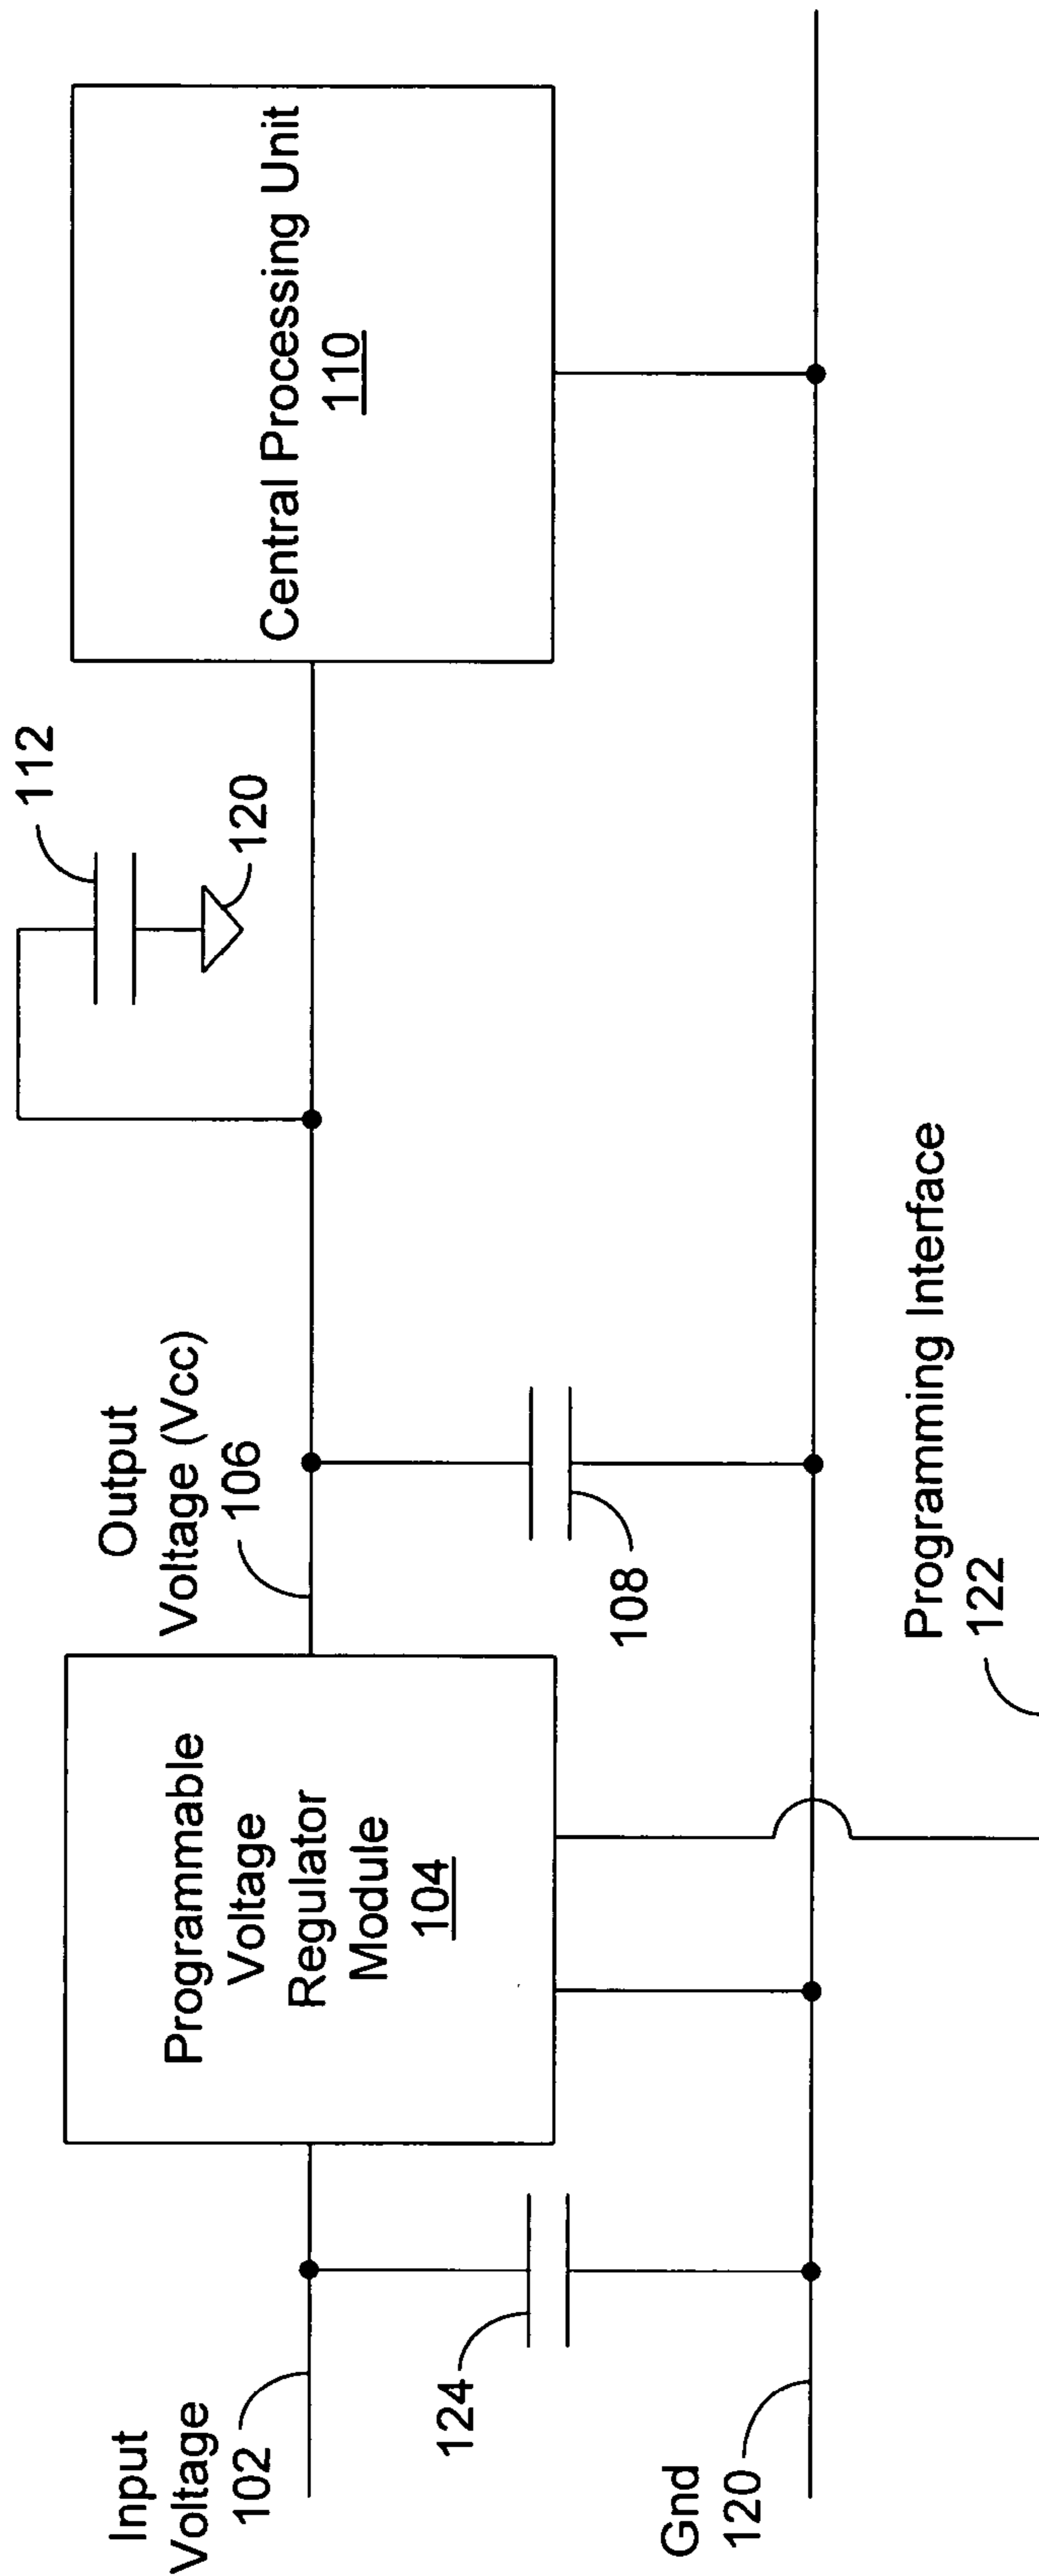 Input
Voltage
102
124
Gnd
120
Programmable
Voltage
Regulator
Module
104
Output
Voltage (Vcc)
106
108
Programming Interface
122
112
120
Central Processing Unit
110